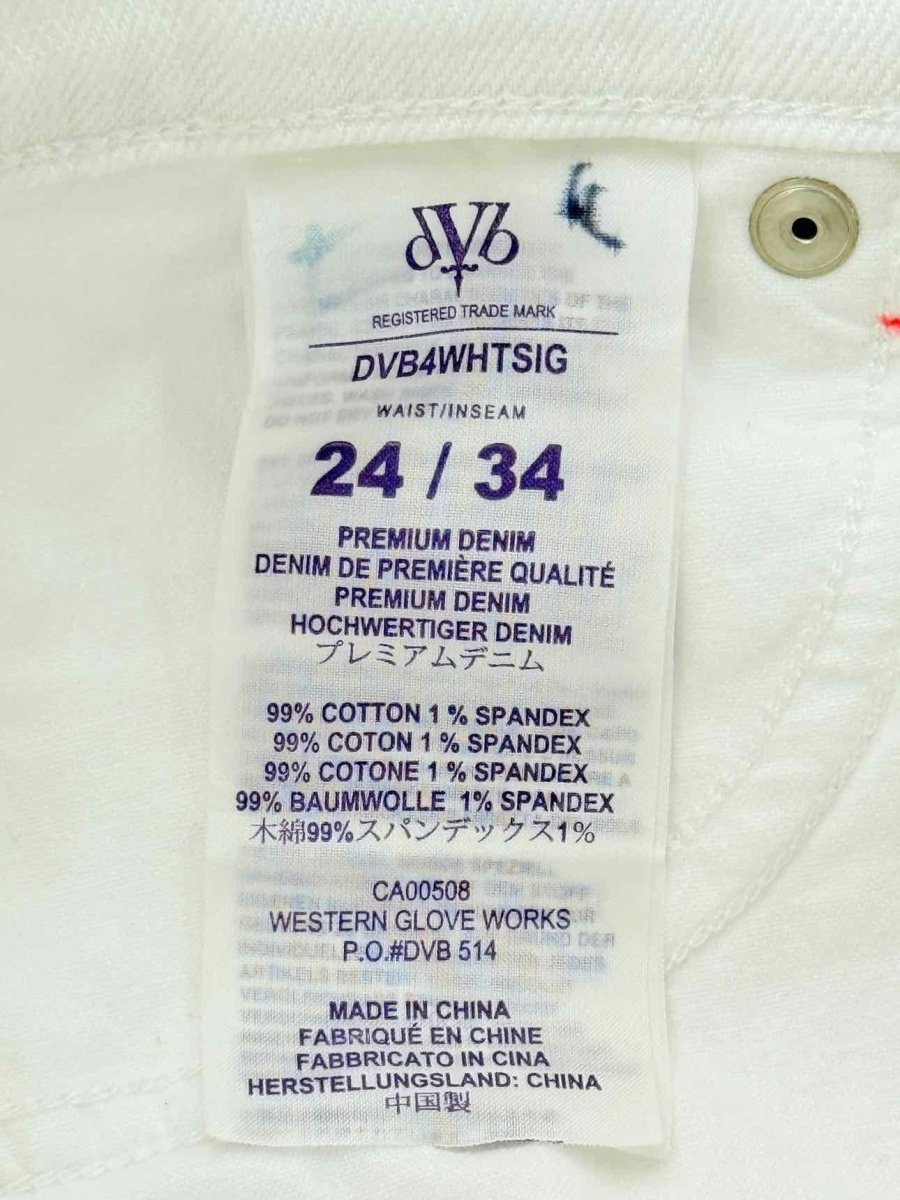 dVb
REGISTERED TRADE MARK
DVB4WHTSIG
WAIST/INSEAM
24 / 34
PREMIUM DENIM
DENIM DE PREMIÈRE QUALITÉ
PREMIUM DENIM
HOCHWERTIGER DENIM
プレミアムデニム
99% COTTON 1 % SPANDEX
99% COTON 1 % SPANDEX
99% COTONE 1 % SPANDEX
99% BAUMWOLLE 1% SPANDEX
木綿99%スパンデックス1%
CA00508
WESTERN GLOVE WORKS
P.O.#DVB 514
MADE IN CHINA
FABRIQUÉ EN CHINE
FABBRICATO IN CINA
HERSTELLUNGSLAND: CHINA
中国製